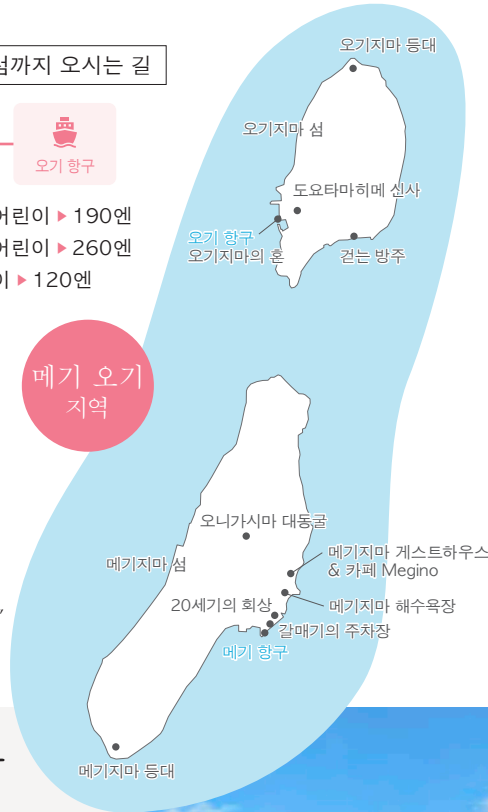 섬까지 오시는 길
오기 항구
어린이 ▶ 190엔
어린이 ▶ 260엔
이 ▶ 120엔
메기 오기
지역
오기지마 등대
오기지마 섬
도요타마히메 신사
오기 항구
오기지마의 혼
걷는 방주
오니가시마 대동굴
메기지마 섬
메기지마 게스트하우스
& 카페 Megino
20세기의 회상
메기지마 해수욕장
갈매기의 주차장
메기 항구
메기지마 등대